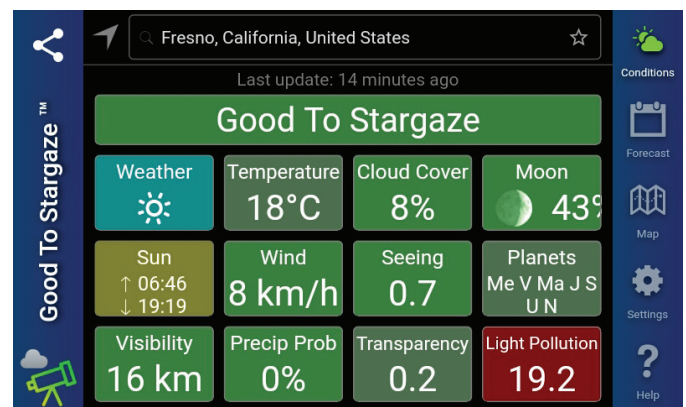 Good To Stargaze ™
Fresno, California, United States
Last update: 14 minutes ago
Good To Stargaze
Weather
Temperature
18°C
Cloud Cover
8%
Moon
43%
Sun
↑ 06:46
↓ 19:19
Wind
8 km/h
Seeing
0.7
Planets
Me V Ma J S
U N
Visibility
16 km
Precip Prob
0%
Transparency
0.2
Light Pollution
19.2
Conditions
Forecast
Map
Settings
?
Help